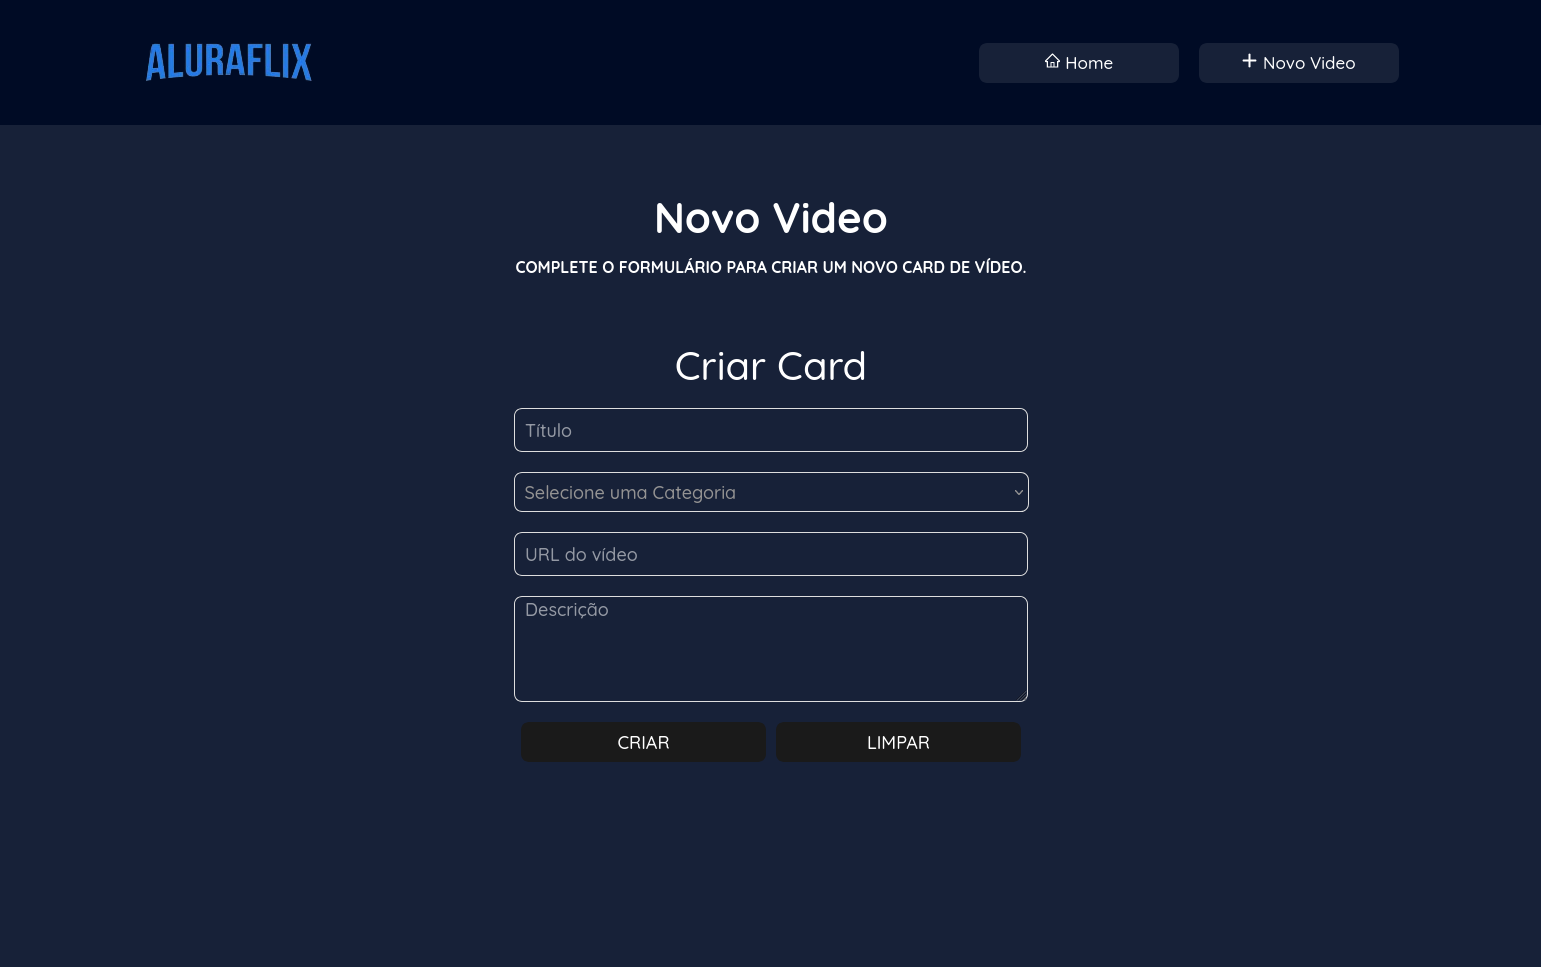 ALURAFLIX
Home
Novo Video
Novo Video
COMPLETE O FORMULÁRIO PARA CRIAR UM NOVO CARD DE VÍDEO.
Criar Card
Título
Selecione uma Categoria
URL do vídeo
Descrição
CRIAR
LIMPAR